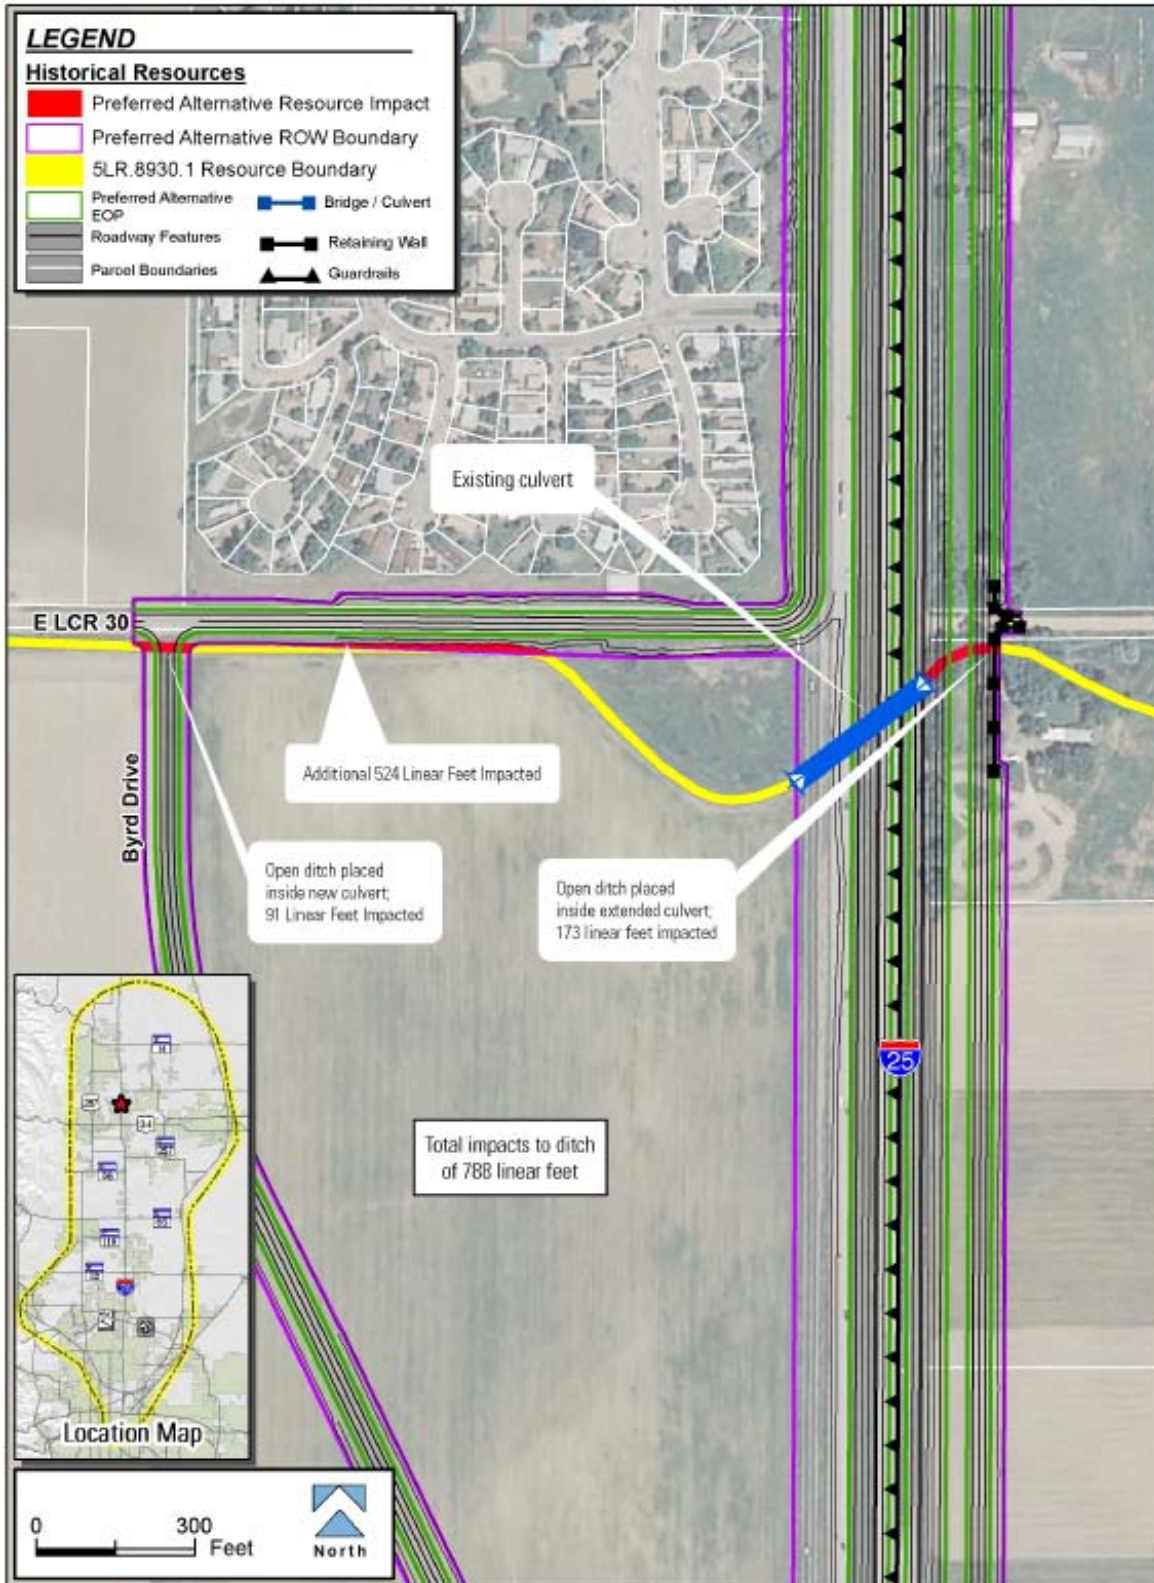 LEGEND
Historical Resources
Preferred Alternative Resource Impact
Preferred Alternative ROW Boundary
5LR.8930.1 Resource Boundary
Preferred Alternative
EOP
Bridge / Culvert
Roadway Features
Retaining Wall
Parcel Boundaries
Guardrails
Existing culvert
E LCR 30
Additional 524 Linear Feet Impacted
Byrd Drive
Open ditch placed
inside new culvert;
91 Linear Feet Impacted
Open ditch placed
inside extended culvert;
173 linear feet impacted
25
Total impacts to ditch
of 788 linear feet
14
287
34
Location Map
0 300
Feet
North